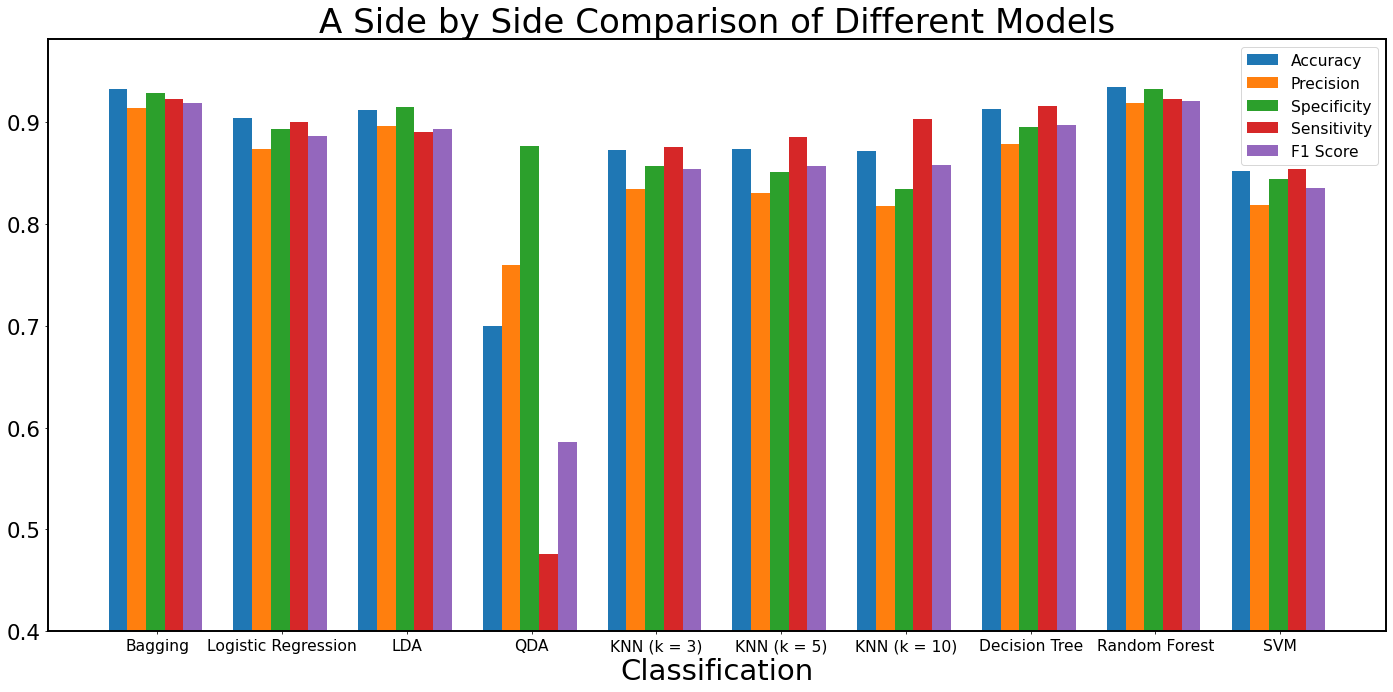 A Side by Side Comparison of Different Models
Accuracy
Precision
Specificity
Sensitivity
F1 Score
0.9
0.8
0.7
0.6
0.5
0.4
Bagging Logistic Regression LDA QDA KNN (k = 3) KNN (k = 5) KNN (k = 10) Decision Tree Random Forest SVM
Classification